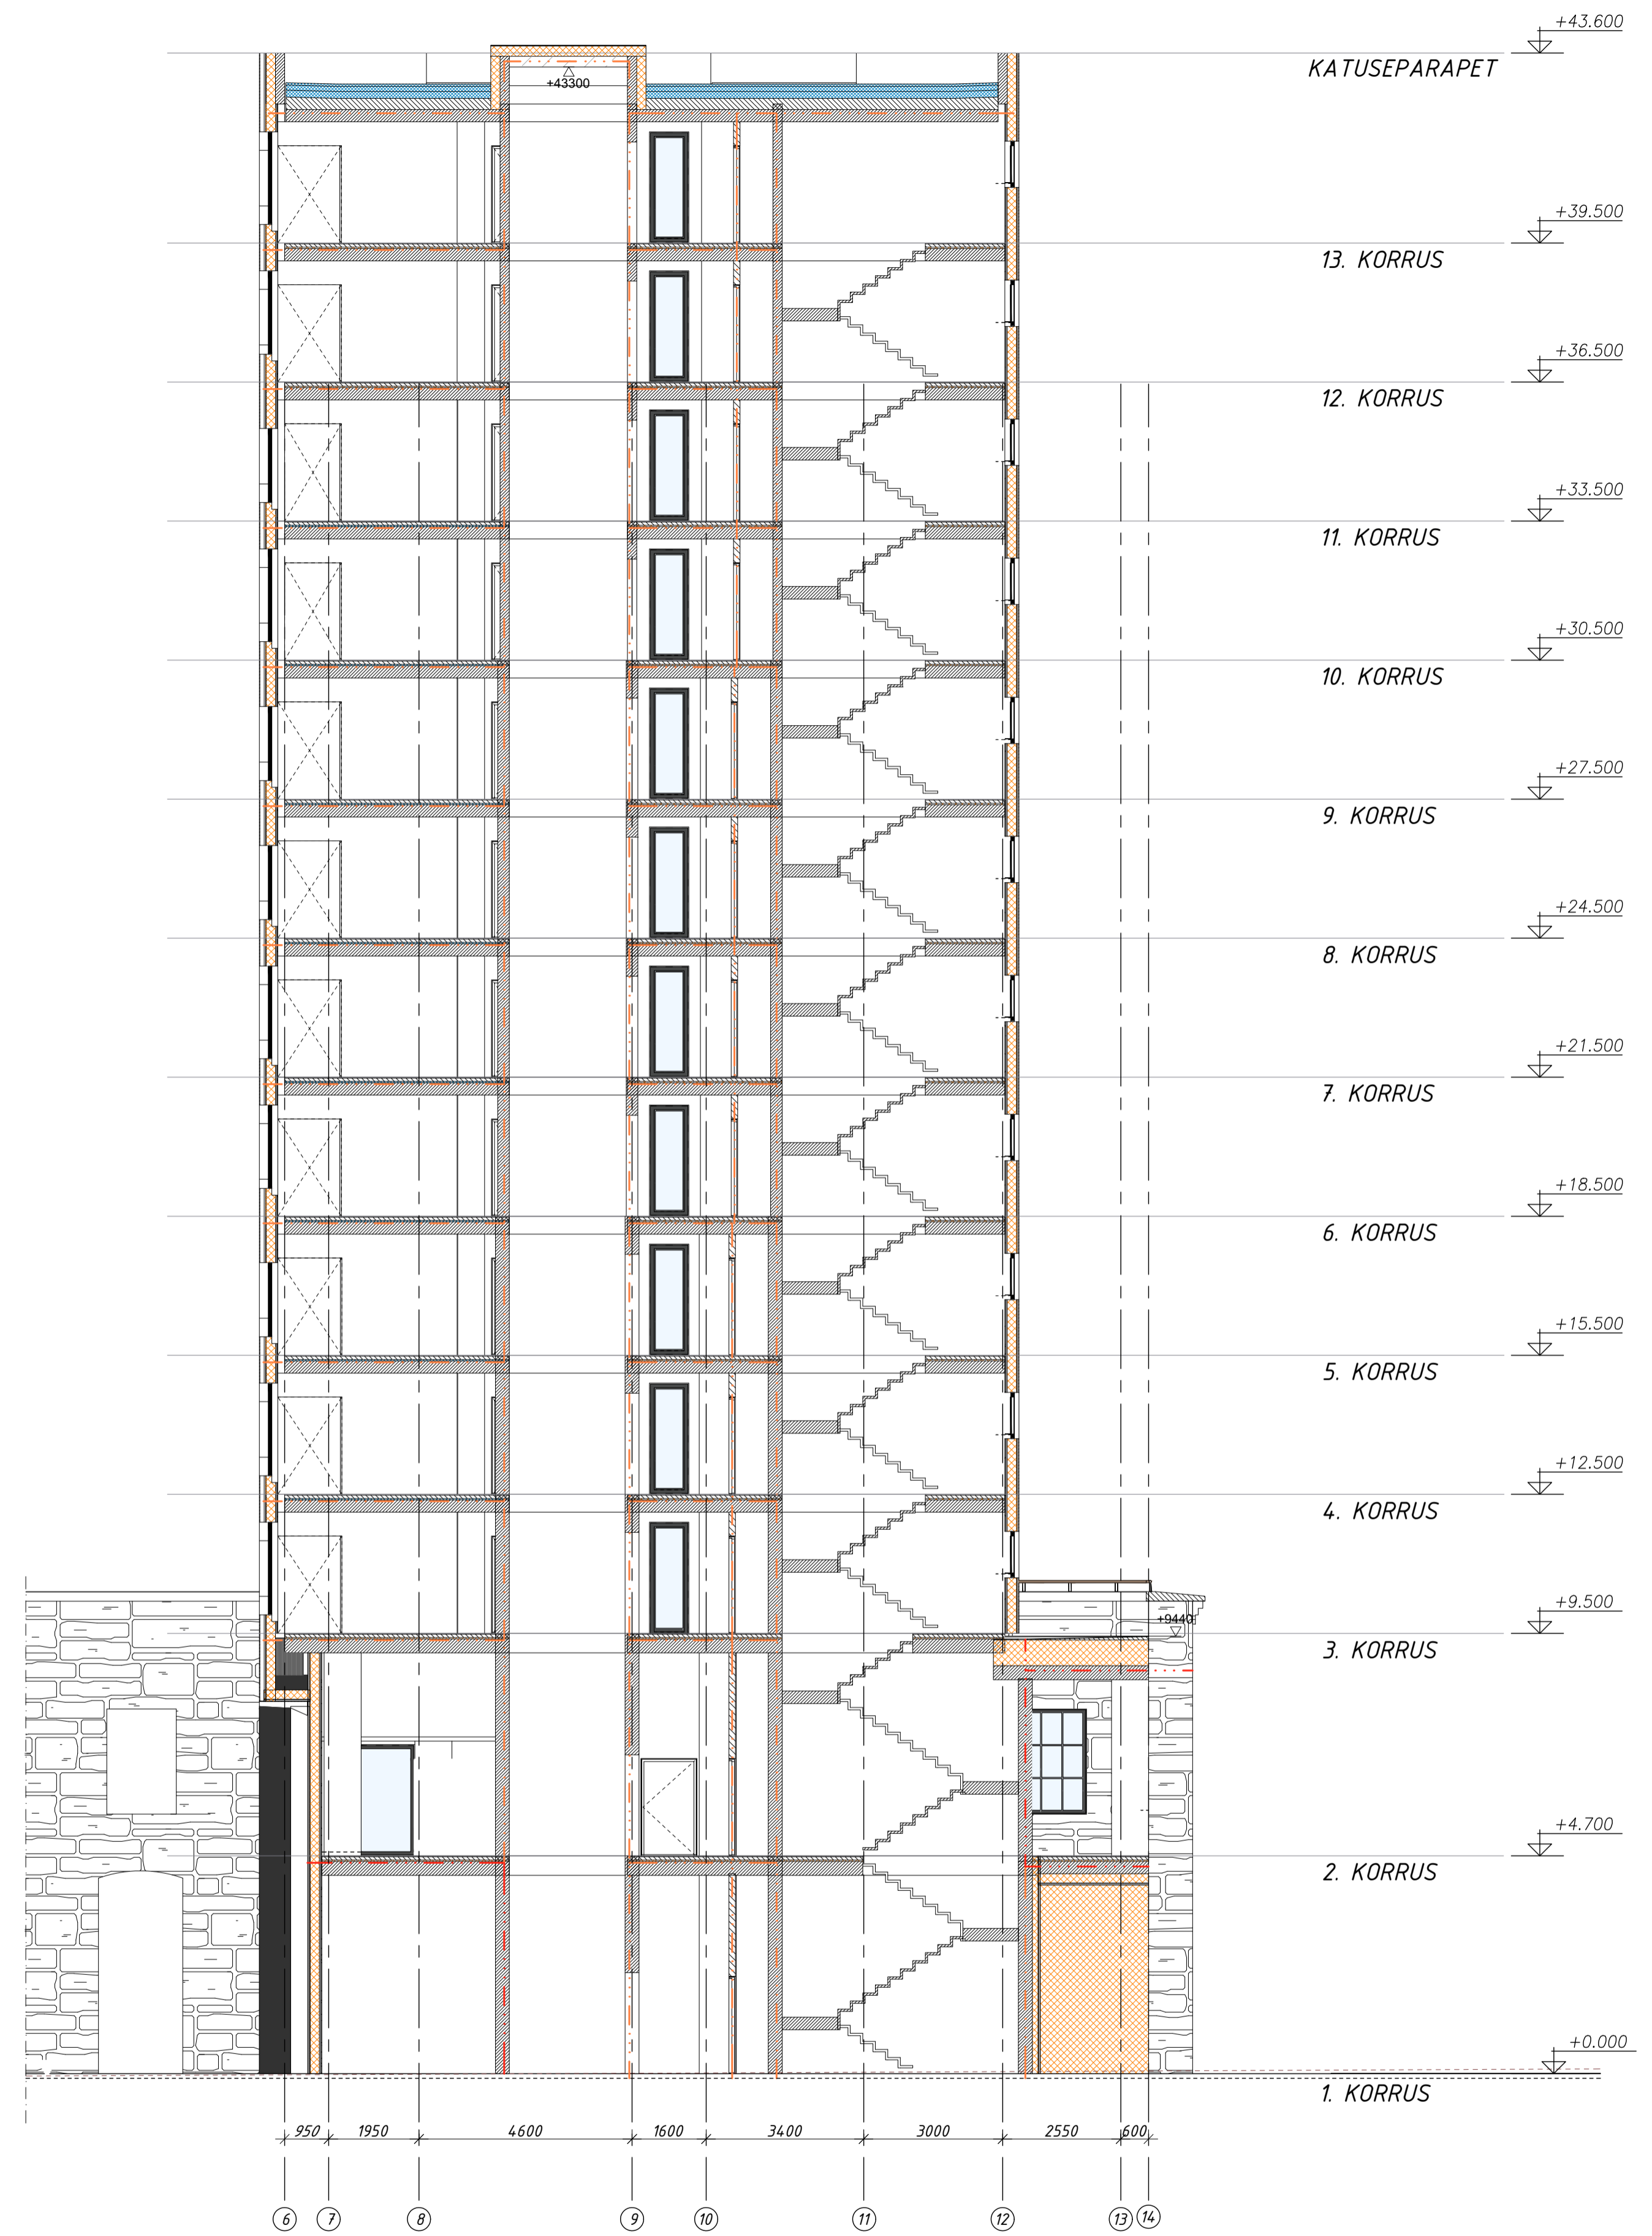 +43.600
KATUSEPARAPET
+43300
+39.500
13. KORRUS
+36.500
12. KORRUS
+33.500
11. KORRUS
+30.500
10. KORRUS
+27.500
9. KORRUS
+24.500
8. KORRUS
+21.500
7. KORRUS
+18.500
6. KORRUS
+15.500
5. KORRUS
+12.500
4. KORRUS
+9.500
+9440
3. KORRUS
+4.700
2. KORRUS
+0.000
1. KORRUS
950 1950 4600 1600 3400 3000 2550 600
6 7 8 9 10 11 12 13 14